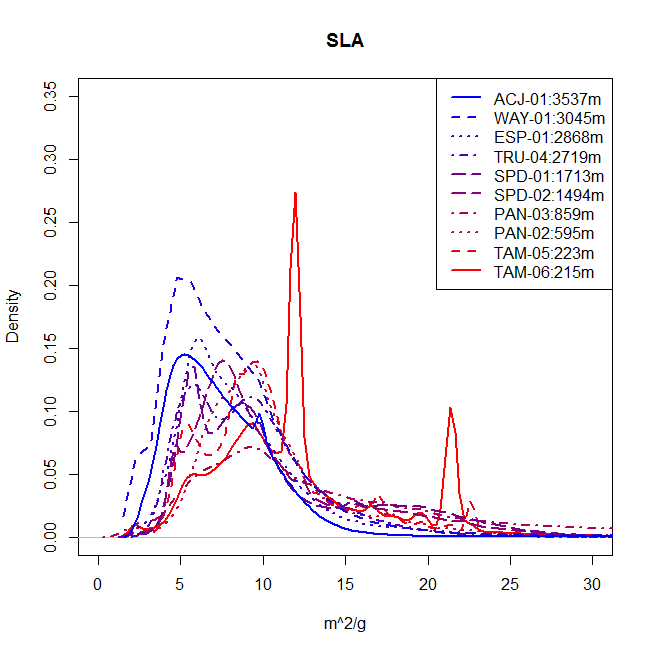 SLA
0.35
0.30
0.25
0.20
0.15
0.10
0.05
0.00
Density
ACJ-01:3537m
WAY-01:3045m
ESP-01:2868m
TRU-04:2719m
SPD-01:1713m
SPD-02:1494m
PAN-03:859m
PAN-02:595m
TAM-05:223m
TAM-06:215m
0 5 10 15 20 25 30
m^2/g